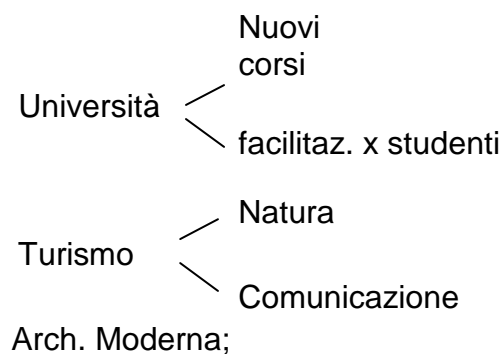 Nuovi
corsi
Università
facilitaz. x studenti
Natura
Turismo
Comunicazione
Arch. Moderna;